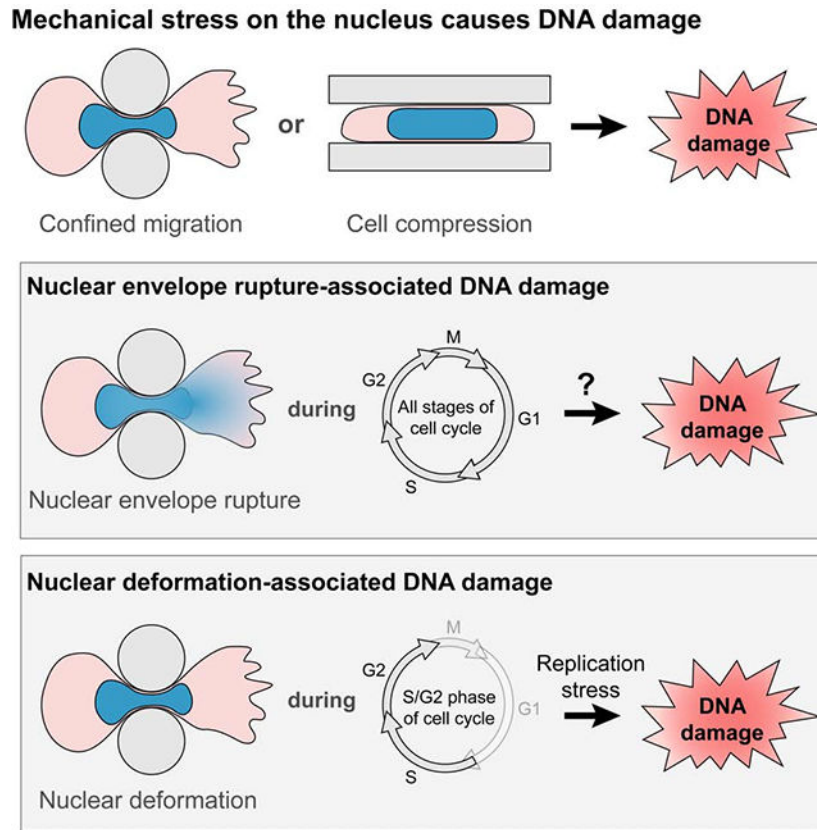 Mechanical stress on the nucleus causes DNA damage
or
DNA
damage
Confined migration
Cell compression
Nuclear envelope rupture-associated DNA damage
M
G2
?
during
All stages of
cell cycle
G1
DNA
damage
S
Nuclear envelope rupture
Nuclear deformation-associated DNA damage
M
G2
Replication
stress
during
S/G2 phase
of cell cycle
G1
DNA
damage
S
Nuclear deformation